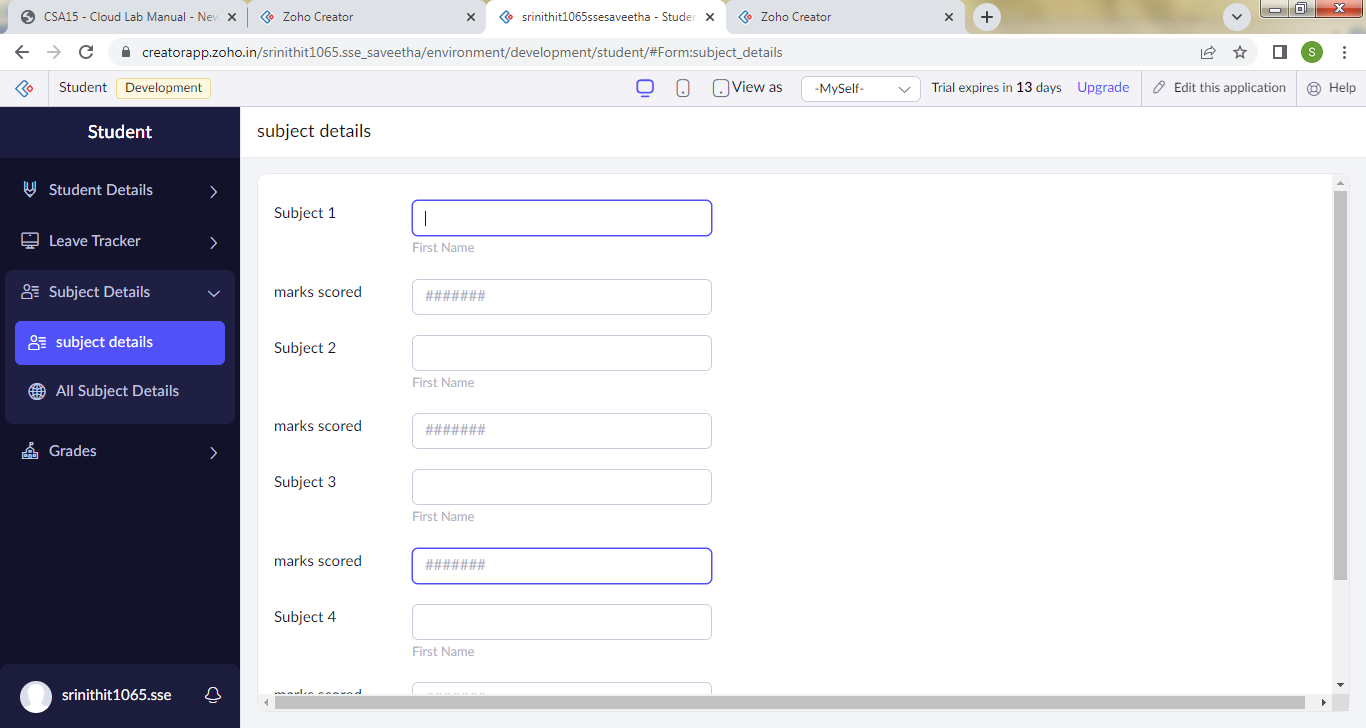 CSA15 - Cloud Lab Manual - New
Zoho Creator
srinithit1065ssesaveetha - Studen
Zoho Creator
creatorapp.zoho.in/srinithit1065.sse_saveetha/environment/development/student/#Form:subject_details
S
Student
Development
View as
-MySelf-
Trial expires in 13 days
Upgrade
Edit this application
Help
Student
subject details
Student Details
Leave Tracker
Subject Details
subject details
All Subject Details
Grades
Subject 1
First Name
marks scored
#######
Subject 2
First Name
marks scored
#######
Subject 3
First Name
marks scored
#######
Subject 4
First Name
marks scored
#######
srinithit1065.sse